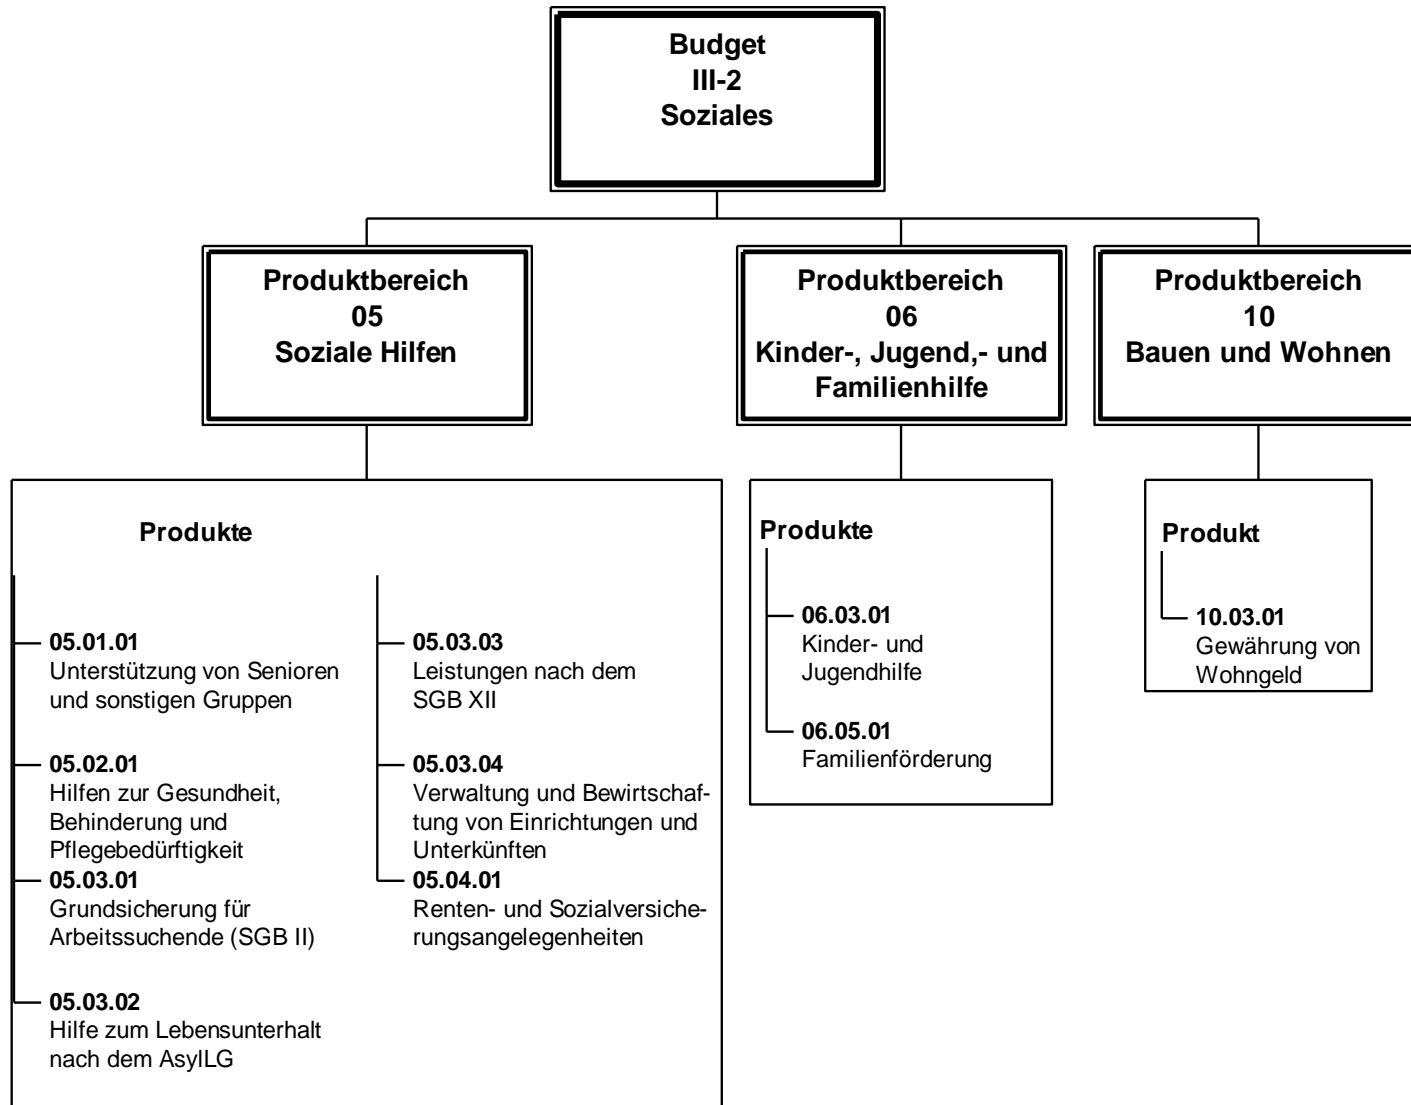 Budget
III-2
Soziales
Produktbereich
05
Soziale Hilfen
Produktbereich
06
Kinder-, Jugend,- und
Familienhilfe
Produktbereich
10
Bauen und Wohnen
Produkte
05.01.01
Unterstützung von Senioren
und sonstigen Gruppen
05.02.01
Hilfen zur Gesundheit,
Behinderung und
Pflegebedürftigkeit
05.03.01
Grundsicherung für
Arbeitssuchende (SGB II)
05.03.02
Hilfe zum Lebensunterhalt
nach dem AsylLG
05.03.03
Leistungen nach dem
SGB XII
05.03.04
Verwaltung und Bewirtschaf-
tung von Einrichtungen und
Unterkünften
05.04.01
Renten- und Sozialversiche-
rungsangelegenheiten
Produkte
06.03.01
Kinder- und
Jugendhilfe
06.05.01
Familienförderung
Produkt
10.03.01
Gewährung von
Wohngeld